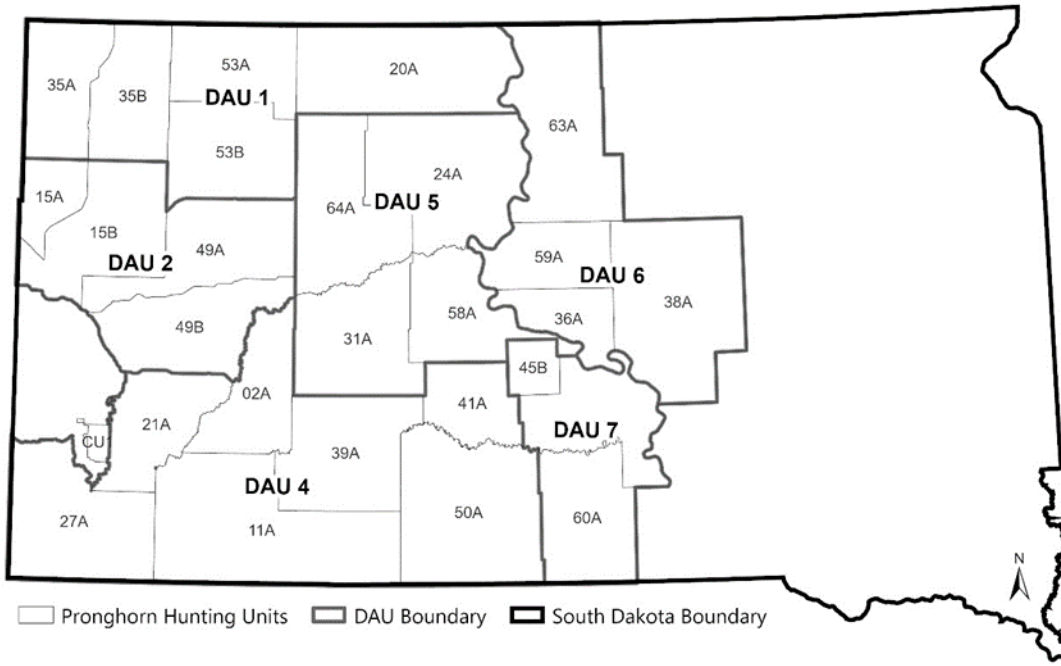 53A
20A
35A
35B
DAU 1
63A
53B
24A
15A
64A
DAU 5
15B
49A
DAU 2
59A
DAU 6
38A
49B
58A
36A
31A
45B
02A
41A
21A
DAU 7
CU
39A
DAU 4
50A
60A
27A
11A
N
Pronghorn Hunting Units DAU Boundary South Dakota Boundary